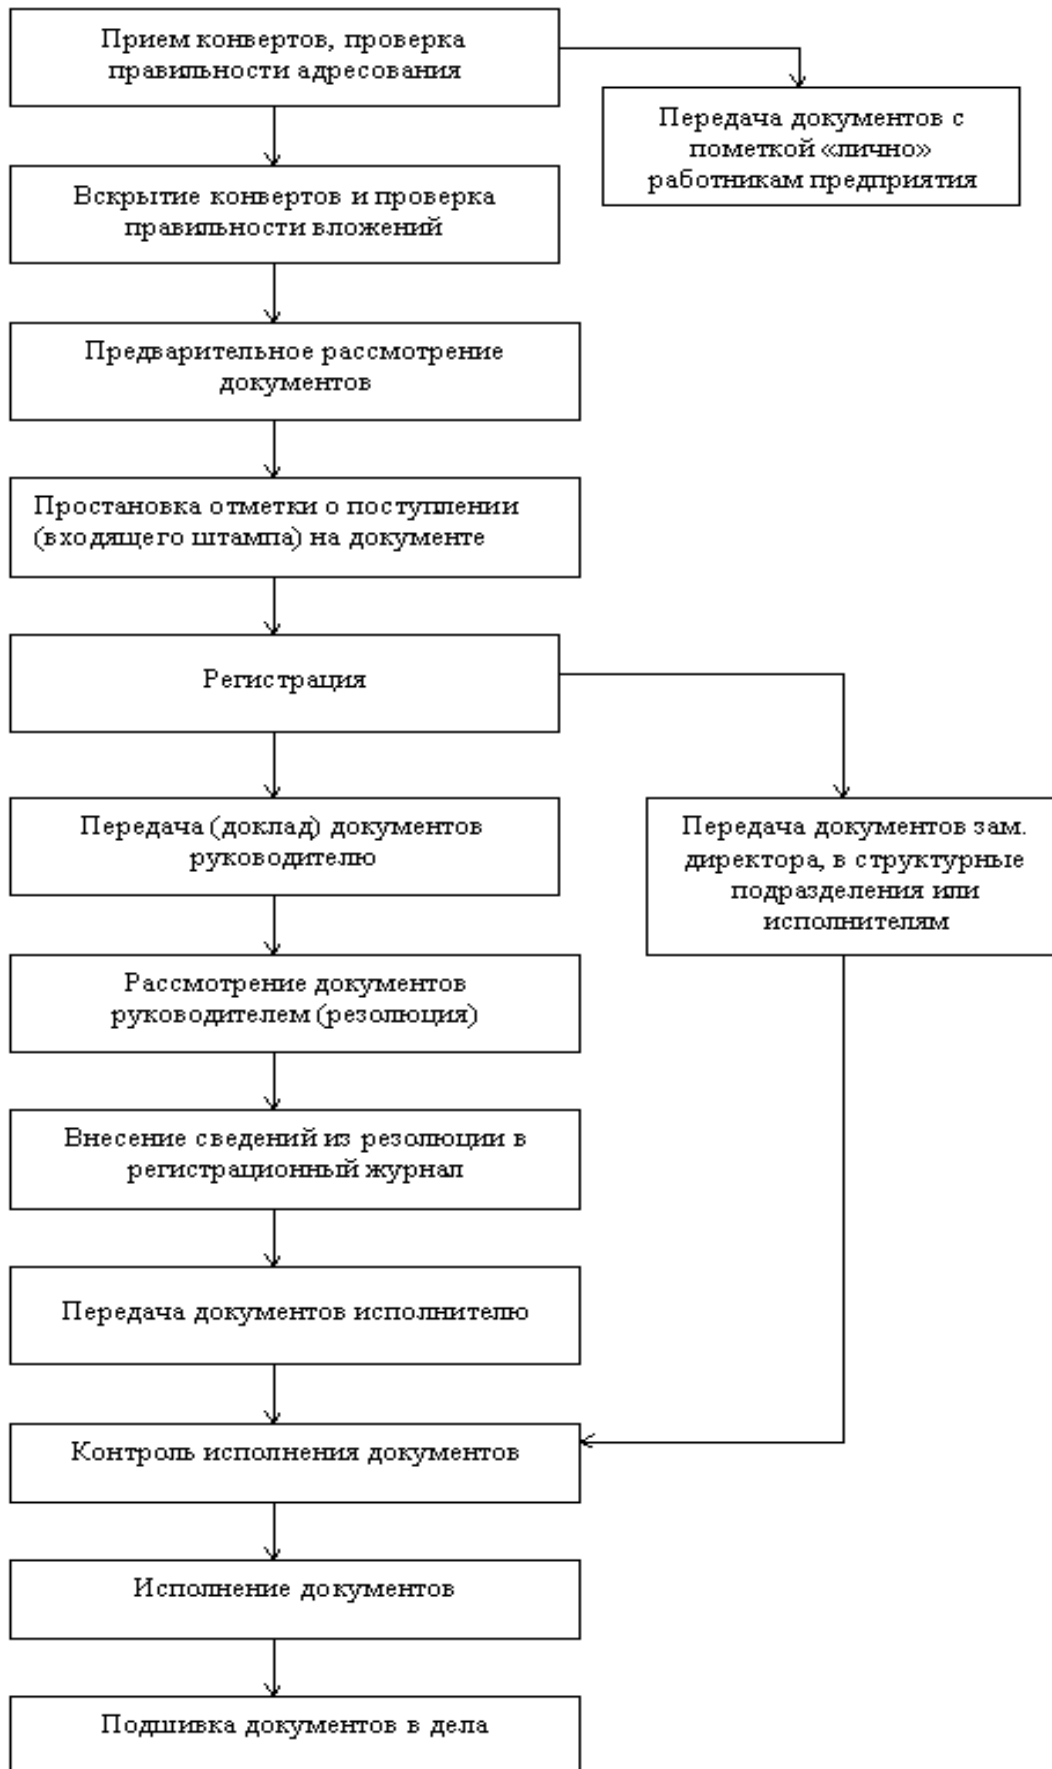 Прием конвертов, проверка
правильности адресования
Передача документов с
пометкой «лично»
работникам предприятия
Вскрытие конвертов и проверка
правильности вложений
Предварительное рассмотрение
документов
Простановка отметки о поступлении
(входящего штампа) на документе
Регистрация
Передача (доклад) документов
руководителю
Передача документов зам.
директора, в структурные
подразделения или
исполнителям
Рассмотрение документов
руководителем (резолюция)
Внесение сведений из резолюции в
регистрационный журнал
Передача документов исполнителю
Контроль исполнения документов
Исполнение документов
Подшивка документов в дела